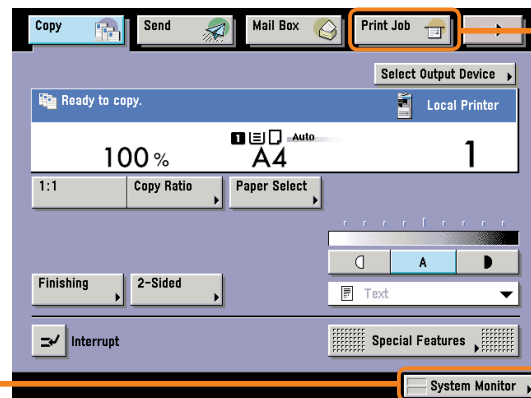 Copy Send Mail Box Print Job
Select Output Device
Ready to copy. Local Printer
1 Auto
100 % A4 1
1:1 Copy Ratio Paper Select
A
Finishing 2-Sided Text
Interrupt Special Features
System Monitor